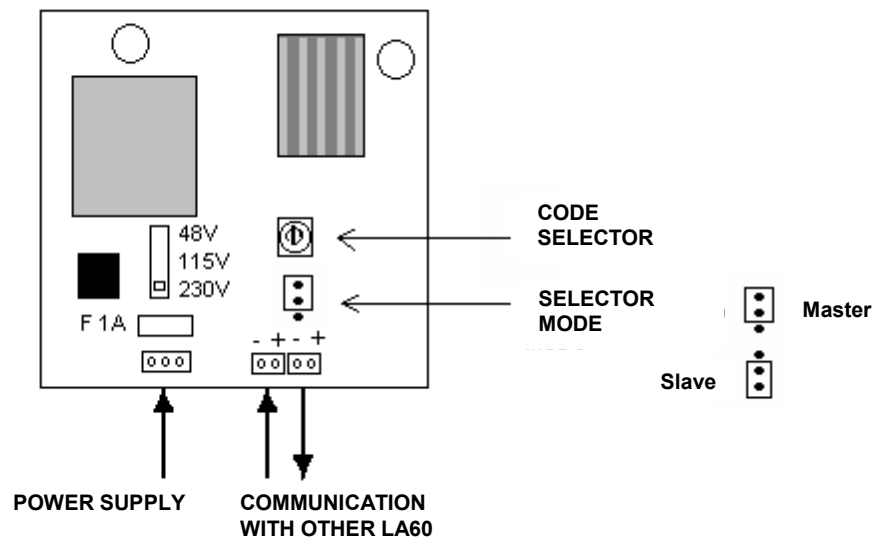 48V
115V
230V
F 1A
- + - +
CODE
SELECTOR
SELECTOR
MODE
Master
Slave
POWER SUPPLY
COMMUNICATION
WITH OTHER LA60